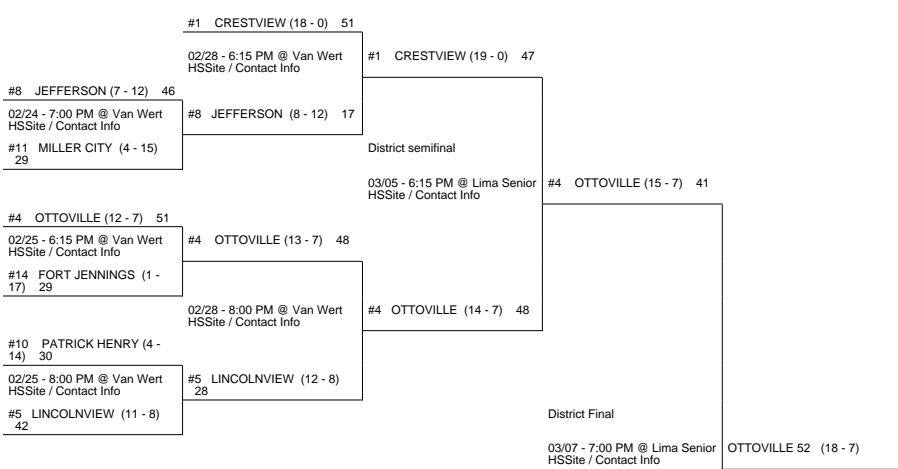 #1 CRESTVIEW (18 - 0) 51
02/28 - 6:15 PM @ Van Wert
HSSite / Contact Info
#1 CRESTVIEW (19 - 0) 47
#8 JEFFERSON (7 - 12) 46
02/24 - 7:00 PM @ Van Wert
HSSite / Contact Info
#8 JEFFERSON (8 - 12) 17
#11 MILLER CITY (4 - 15)
29
District semifinal
03/05 - 6:15 PM @ Lima Senior
HSSite / Contact Info
#4 OTTOVILLE (15 - 7) 41
#4 OTTOVILLE (12 - 7) 51
02/25 - 6:15 PM @ Van Wert
HSSite / Contact Info
#4 OTTOVILLE (13 - 7) 48
#14 FORT JENNINGS (1 -
17) 29
02/28 - 8:00 PM @ Van Wert
HSSite / Contact Info
#4 OTTOVILLE (14 - 7) 48
#10 PATRICK HENRY (4 -
14) 30
02/25 - 8:00 PM @ Van Wert
HSSite / Contact Info
#5 LINCOLNVIEW (12 - 8)
28
#5 LINCOLNVIEW (11 - 8)
42
District Final
03/07 - 7:00 PM @ Lima Senior
HSSite / Contact Info
OTTOVILLE 52 (18 - 7)